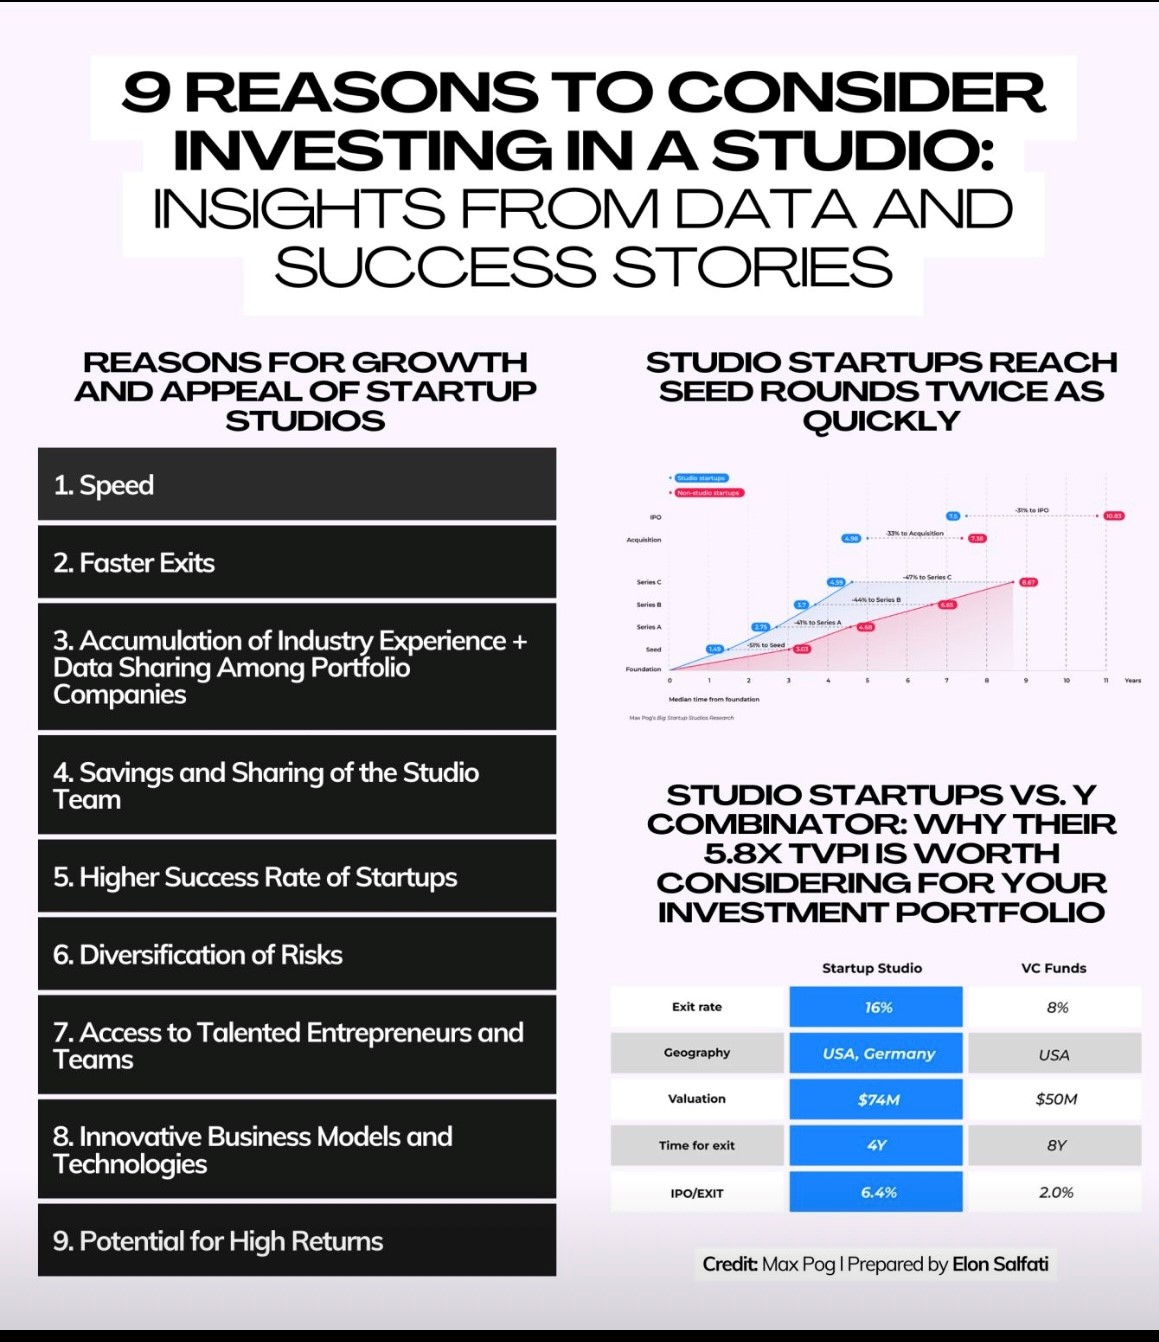 9 REASONS TO CONSIDER
INVESTING IN A STUDIO:
INSIGHTS FROM DATA AND
SUCCESS STORIES
REASONS FOR GROWTH
AND APPEAL OF STARTUP
STUDIOS
1. Speed
2. Faster Exits
3. Accumulation of Industry Experience +
Data Sharing Among Portfolio
Companies
4. Savings and Sharing of the Studio
Team
5. Higher Success Rate of Startups
6. Diversification of Risks
7. Access to Talented Entrepreneurs and
Teams
8. Innovative Business Models and
Technologies
9. Potential for High Returns
STUDIO STARTUPS REACH
SEED ROUNDS TWICE AS
QUICKLY
Studio startups
Non-studio startups
IPO 7.5 -31% to IPO 10.83
Acquisition 4.98 -33% to Acquisition 7.38
Series C 4.59 -47% to Series C 8.67
Series B 3.7 -44% to Series B 6.65
Series A 2.75 -41% to Series A 4.68
Seed 1.49 -51% to Seed 3.03
Foundation
0 1 2 3 4 5 6 7 8 9 10 11 Years
Median time from foundation
Max Pog's Big Startup Studios Research
STUDIO STARTUPS VS. Y
COMBINATOR: WHY THEIR
5.8X TVPI IS WORTH
CONSIDERING FOR YOUR
INVESTMENT PORTFOLIO
Startup Studio VC Funds
Exit rate 16% 8%
Geography USA, Germany USA
Valuation $74M $50M
Time for exit 4Y 8Y
IPO/EXIT 6.4% 2.0%
Credit: Max Pog | Prepared by Elon Salfati